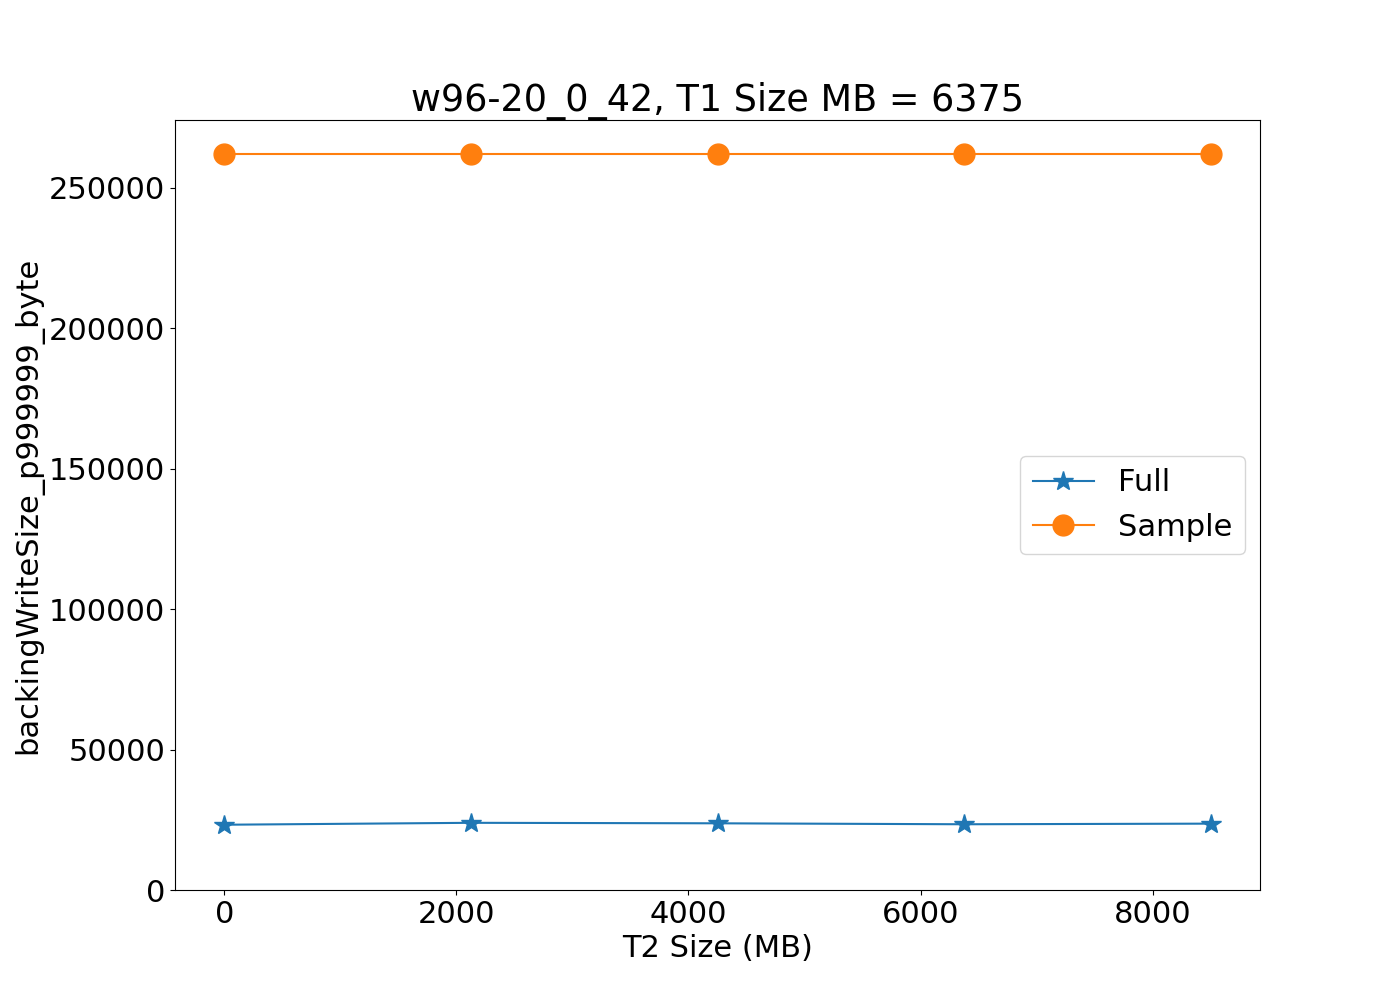 w96-20_0_42, T1 Size MB = 6375
backingWriteSize_p999999_byte
250000
200000
150000
100000
50000
0
Full
Sample
0 2000 4000 6000 8000
T2 Size (MB)